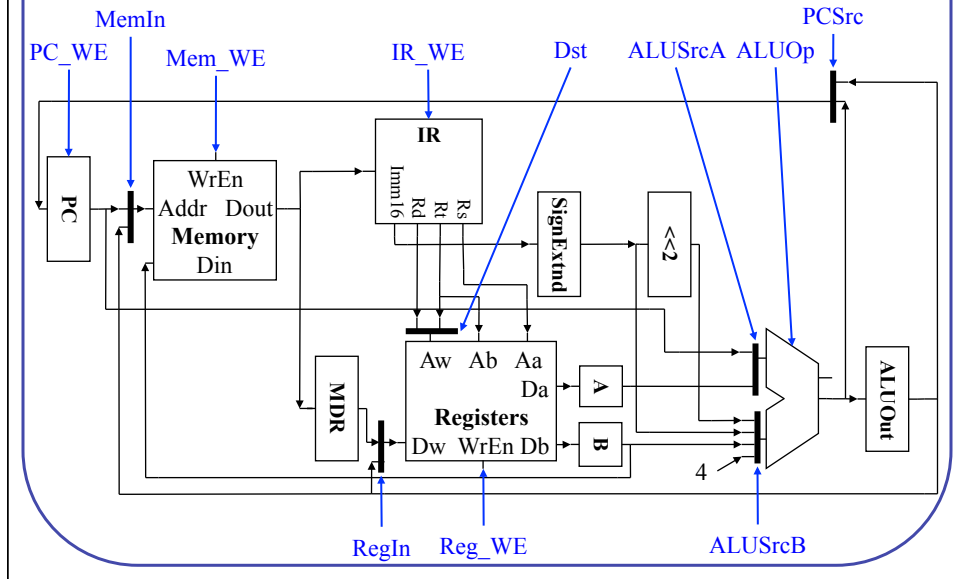 MemIn
PCSrc
PC_WE
Mem_WE
IR_WE
Dst
ALUSrcA
ALUOp
IR
Imm16
Rd
Rt
Rs
PC
WrEn
Addr Dout
Memory
Din
SignExtnd
<<2
MDR
Aw Ab Aa
Da
Registers
Dw WrEn Db
A
B
4
ALUOut
RegIn
Reg_WE
ALUSrcB